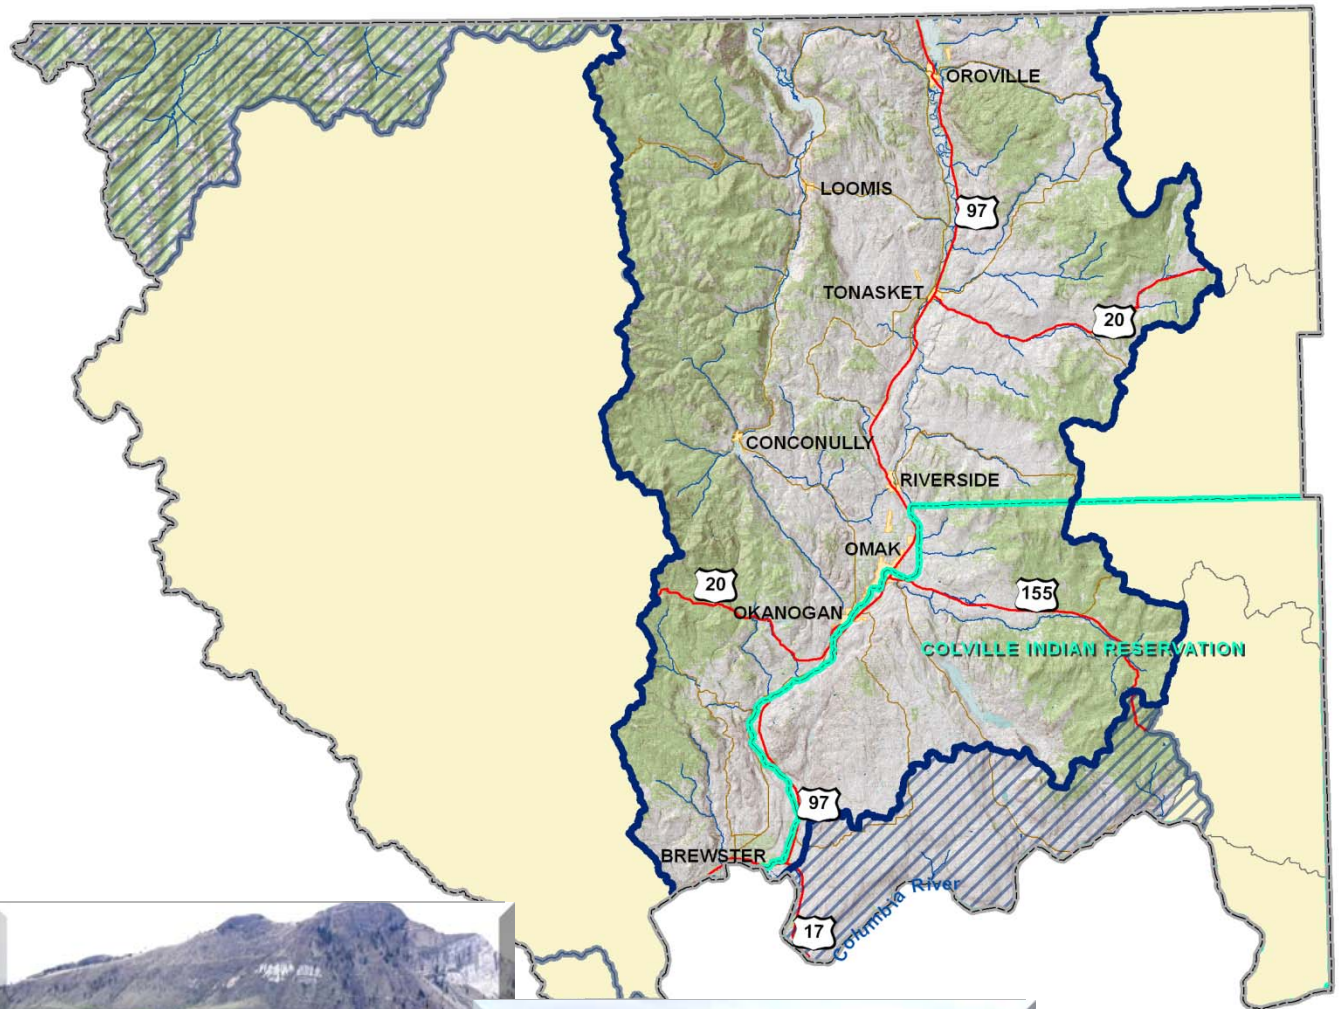 OROVILLE
LOOMIS
97
TONASKET
20
CONCONULLY
RIVERSIDE
OMAK
20
155
OKANOGAN
COLVILLE INDIAN RESERVATION
97
BREWSTER
17
Columbia River